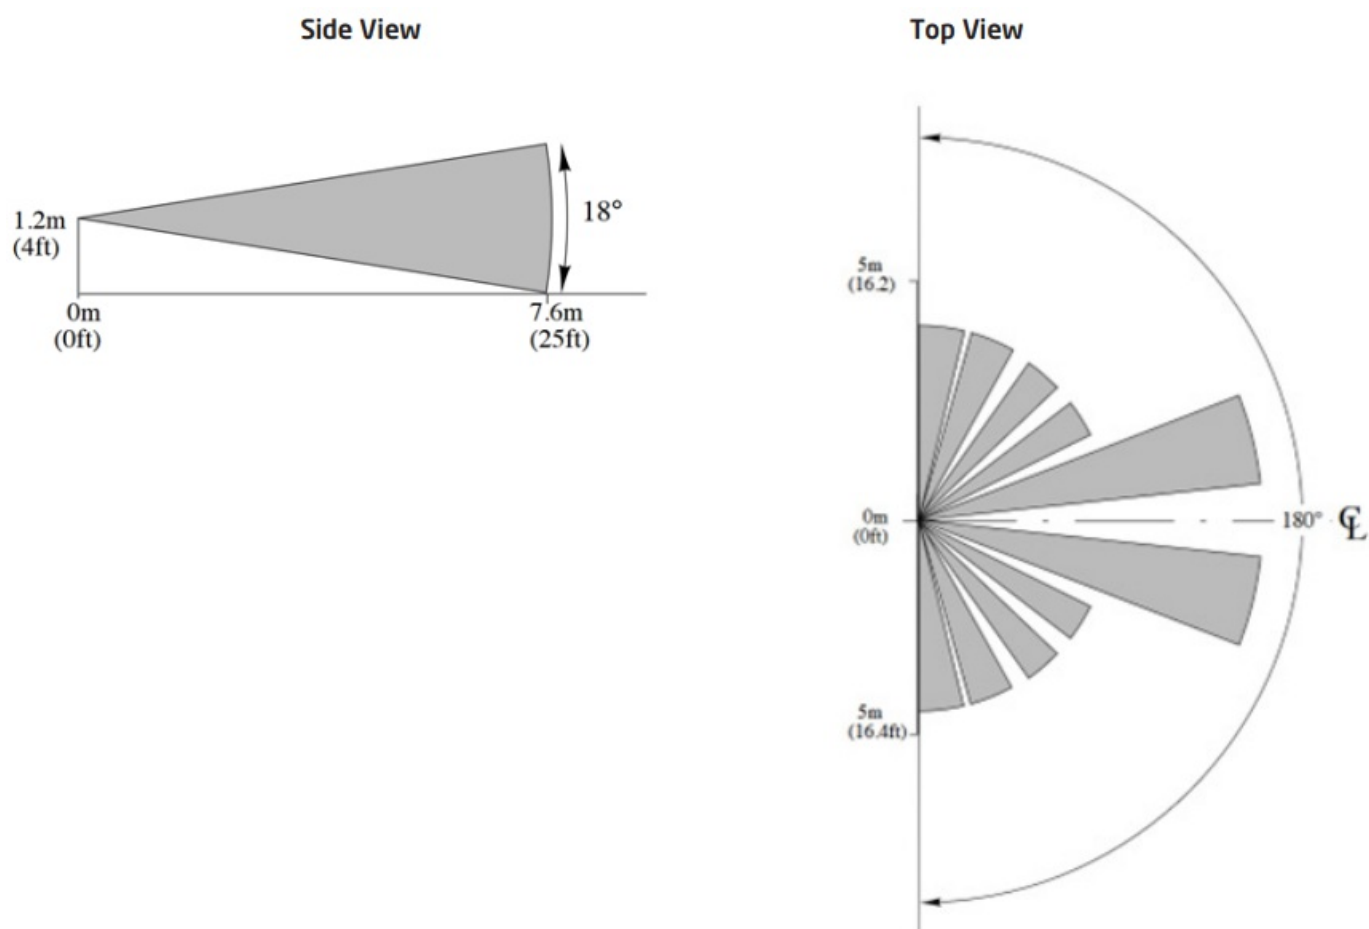 Side View
Top View
1.2m
(4ft)
18°
0m
(0ft)
7.6m
(25ft)
5m
(16.2)
0m
(0ft)
180° ℄
5m
(16.4ft)